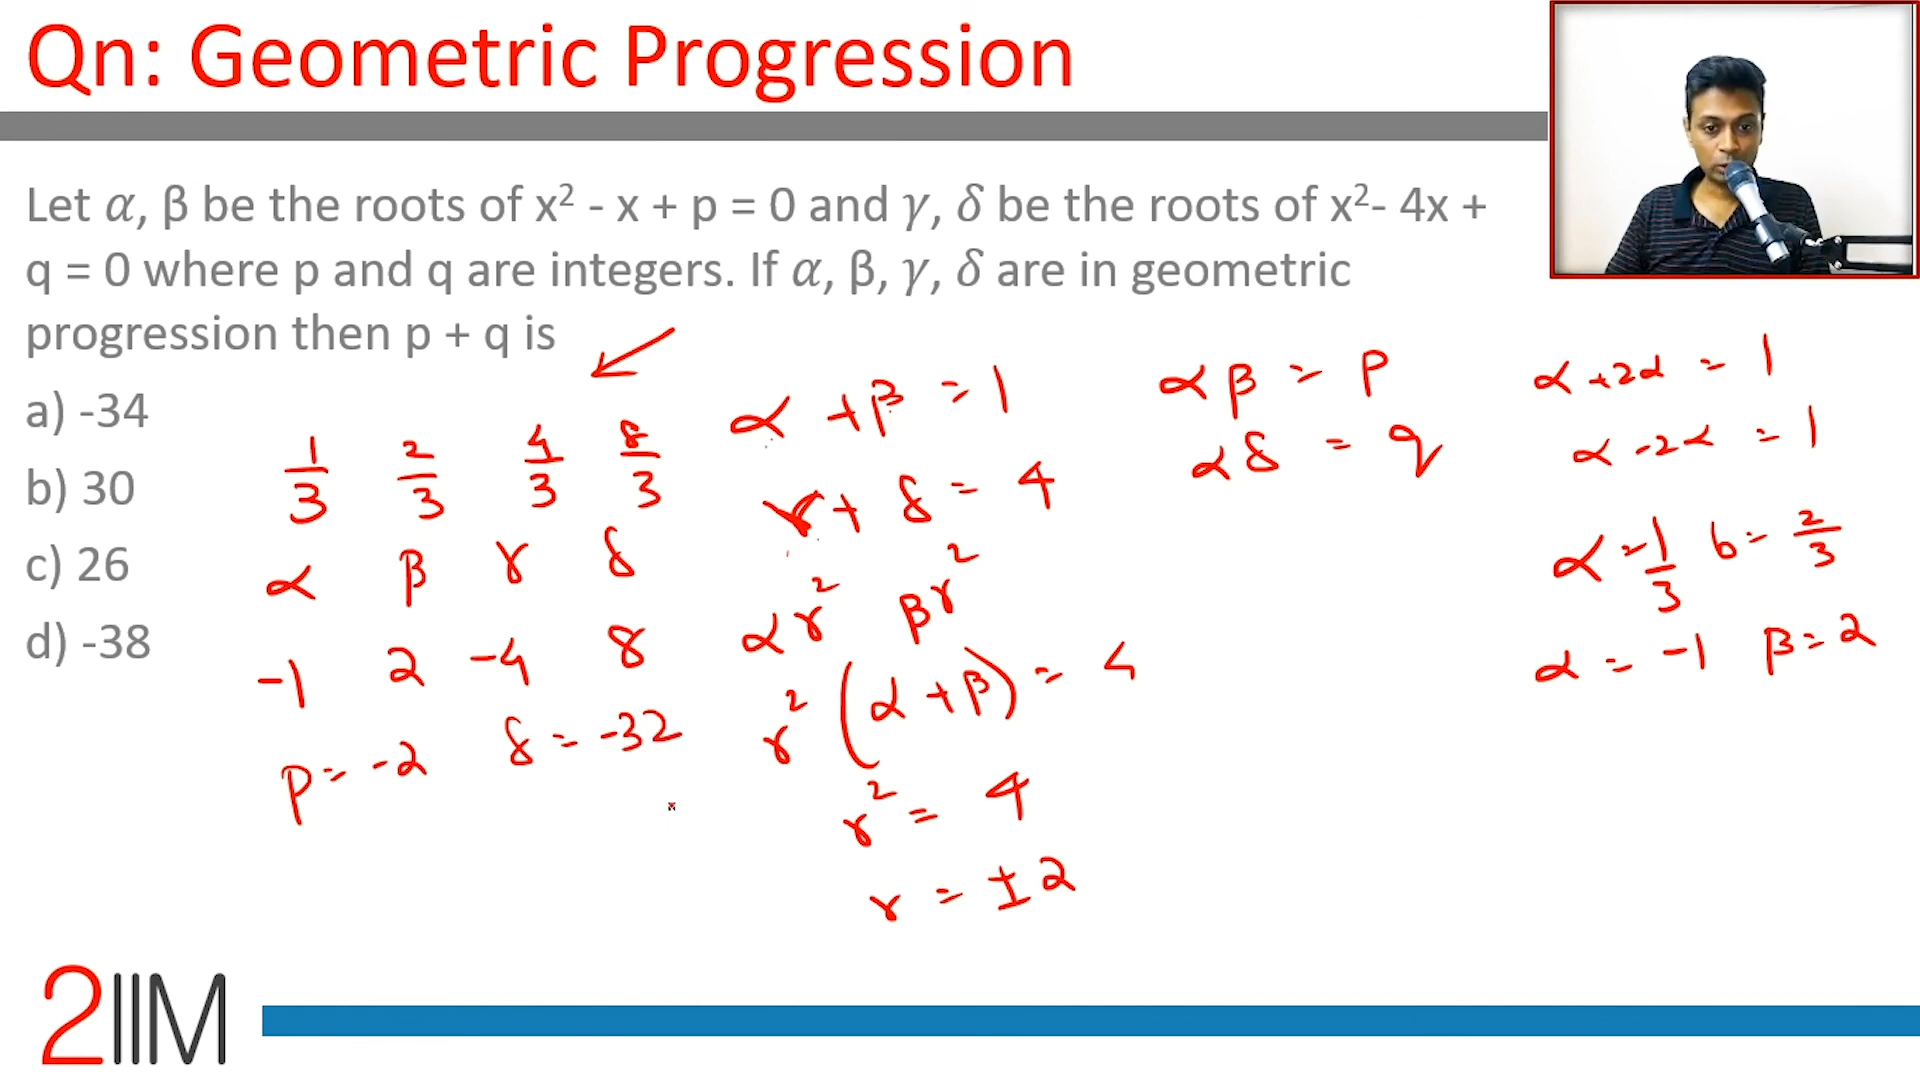 Qn: Geometric Progression
Let α, β be the roots of x² - x + p = 0 and γ, δ be the roots of x²- 4x +
q = 0 where p and q are integers. If α, β, γ, δ are in geometric
progression then p + q is
a) -34
b) 30
c) 26
d) -38
1/3 2/3 4/3 8/3
α β γ δ
-1 2 -4 8
p = -2 δ = -32
α + β = 1
γ + δ = 4
αr² βr²
r² (α + β) = 4
r² = 4
r = ±2
αβ = p
αδ = q
α + 2α = 1
α - 2α = 1
α = 1/3 b = 2/3
α = -1 β = 2
2IIM